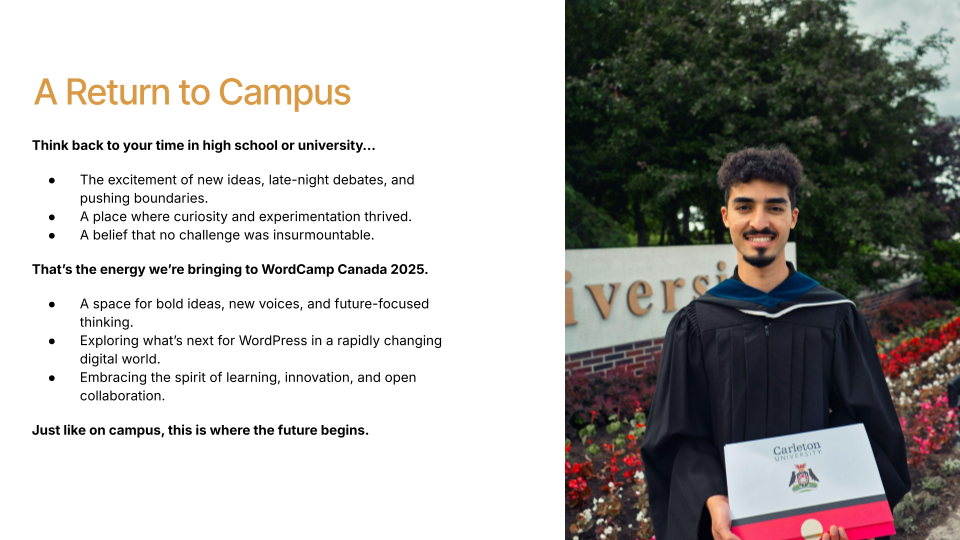 A Return to Campus
Think back to your time in high school or university...
● The excitement of new ideas, late-night debates, and
pushing boundaries.
● A place where curiosity and experimentation thrived.
● A belief that no challenge was insurmountable.
That's the energy we're bringing to WordCamp Canada 2025.
● A space for bold ideas, new voices, and future-focused
thinking.
● Exploring what's next for WordPress in a rapidly changing
digital world.
● Embracing the spirit of learning, innovation, and open
collaboration.
Just like on campus, this is where the future begins.
iversi
Carleton
UNIVERSITY